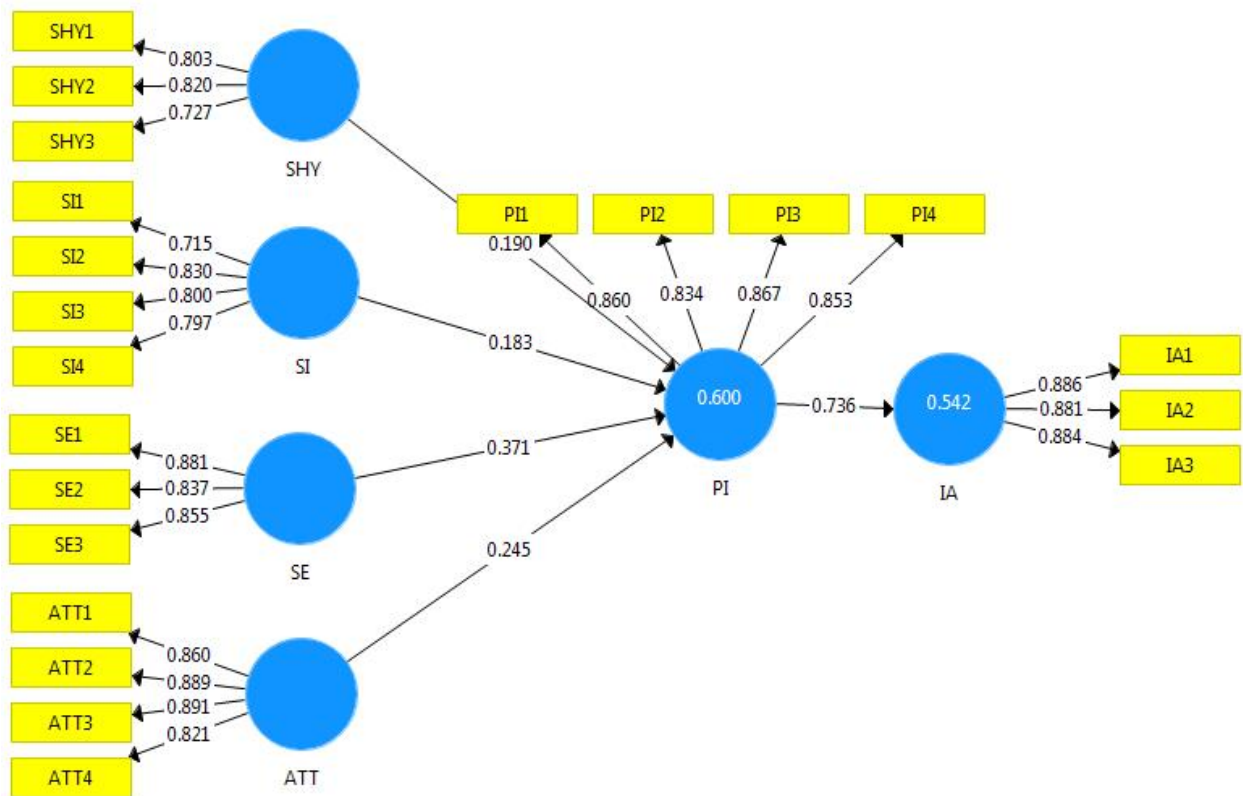 SHY1
0.803
SHY2
0.820
0.727
SHY3
SHY
SI1
0.715
SI2
0.830
SI3
0.800
0.797
SI4
SI
PI1
PI2
PI3
PI4
0.190
0.860
0.834
0.867
0.853
0.183
0.600
PI
0.736
0.542
IA
0.886
IA1
0.881
IA2
0.884
IA3
SE1
0.881
SE2
0.837
0.855
SE3
SE
0.371
ATT1
0.860
ATT2
0.889
0.891
ATT3
0.821
ATT4
ATT
0.245